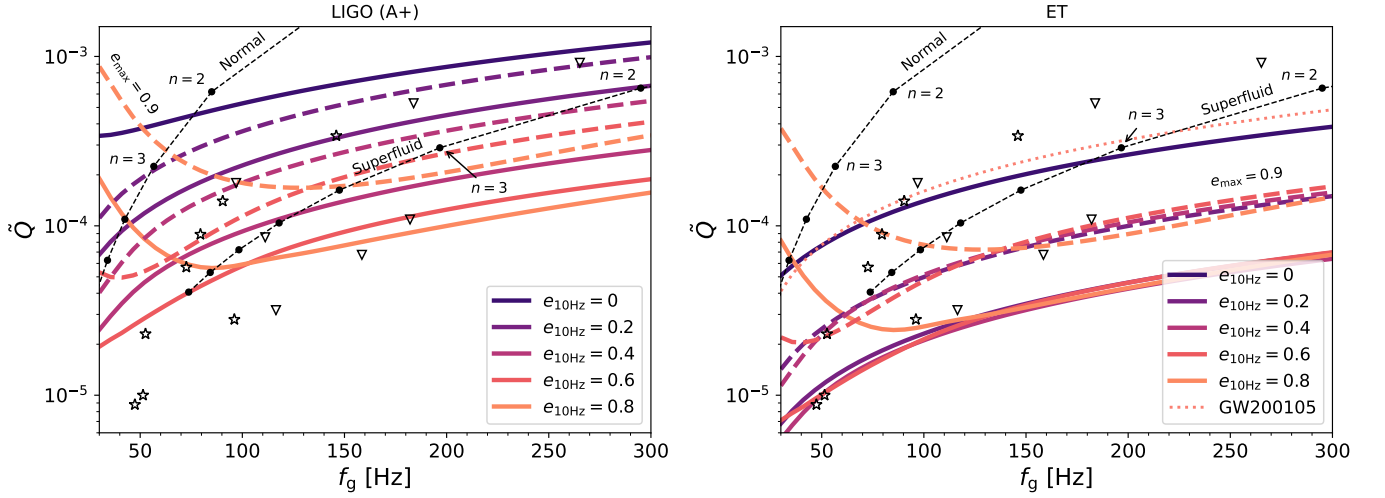 LIGO (A+)
10⁻³
10⁻⁴
10⁻⁵
Q̃
e_max = 0.9
Normal
n = 2
n = 3
Superfluid
n = 2
n = 3
e_10Hz = 0
e_10Hz = 0.2
e_10Hz = 0.4
e_10Hz = 0.6
e_10Hz = 0.8
50 100 150 200 250 300
f_g [Hz]
ET
10⁻³
10⁻⁴
10⁻⁵
Q̃
Normal
n = 2
n = 3
n = 3
Superfluid
n = 2
e_max = 0.9
e_10Hz = 0
e_10Hz = 0.2
e_10Hz = 0.4
e_10Hz = 0.6
e_10Hz = 0.8
GW200105
50 100 150 200 250 300
f_g [Hz]